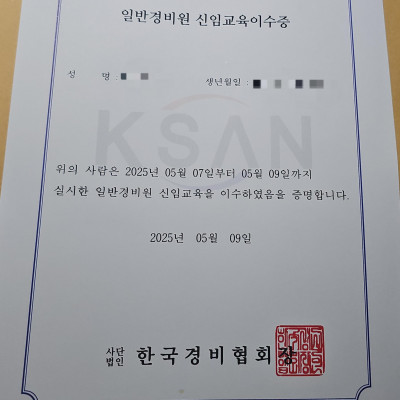 일반경비원 신임교육이수증
성 명 :
생년월일 :
KSAN
위의 사람은 2025년 05월 07일부터 05월 09일까지
실시한 일반경비원 신임교육을 이수하였음을 증명합니다.
2025년 05월 09일
사단
법인 한국경비협회장